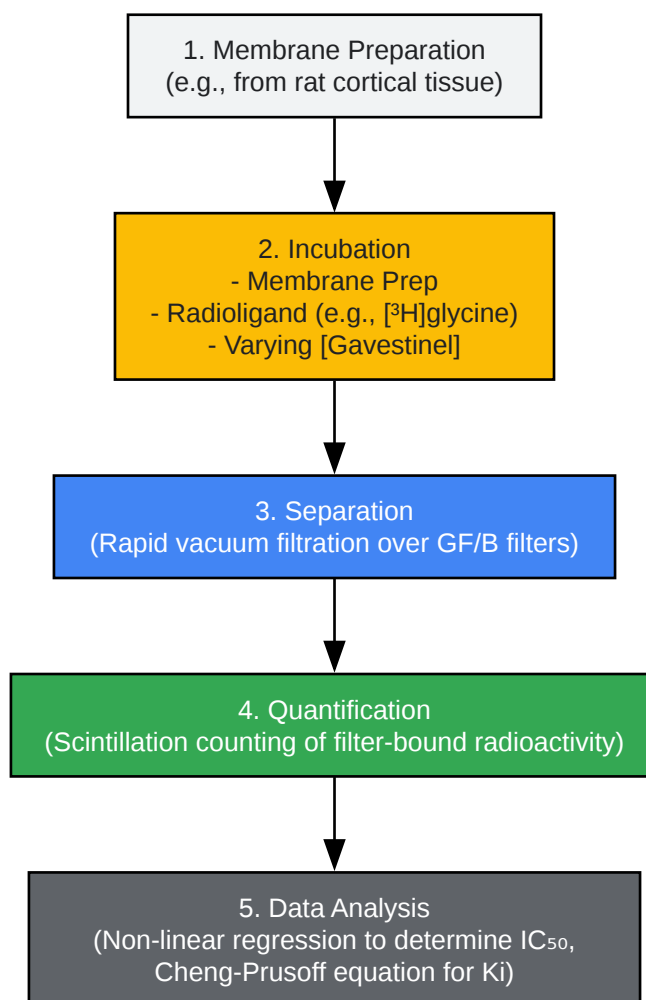 1. Membrane Preparation
(e.g., from rat cortical tissue)
2. Incubation
- Membrane Prep
- Radioligand (e.g., [³H]glycine)
- Varying [Gavestinel]
3. Separation
(Rapid vacuum filtration over GF/B filters)
4. Quantification
(Scintillation counting of filter-bound radioactivity)
5. Data Analysis
(Non-linear regression to determine IC₅₀,
Cheng-Prusoff equation for Ki)